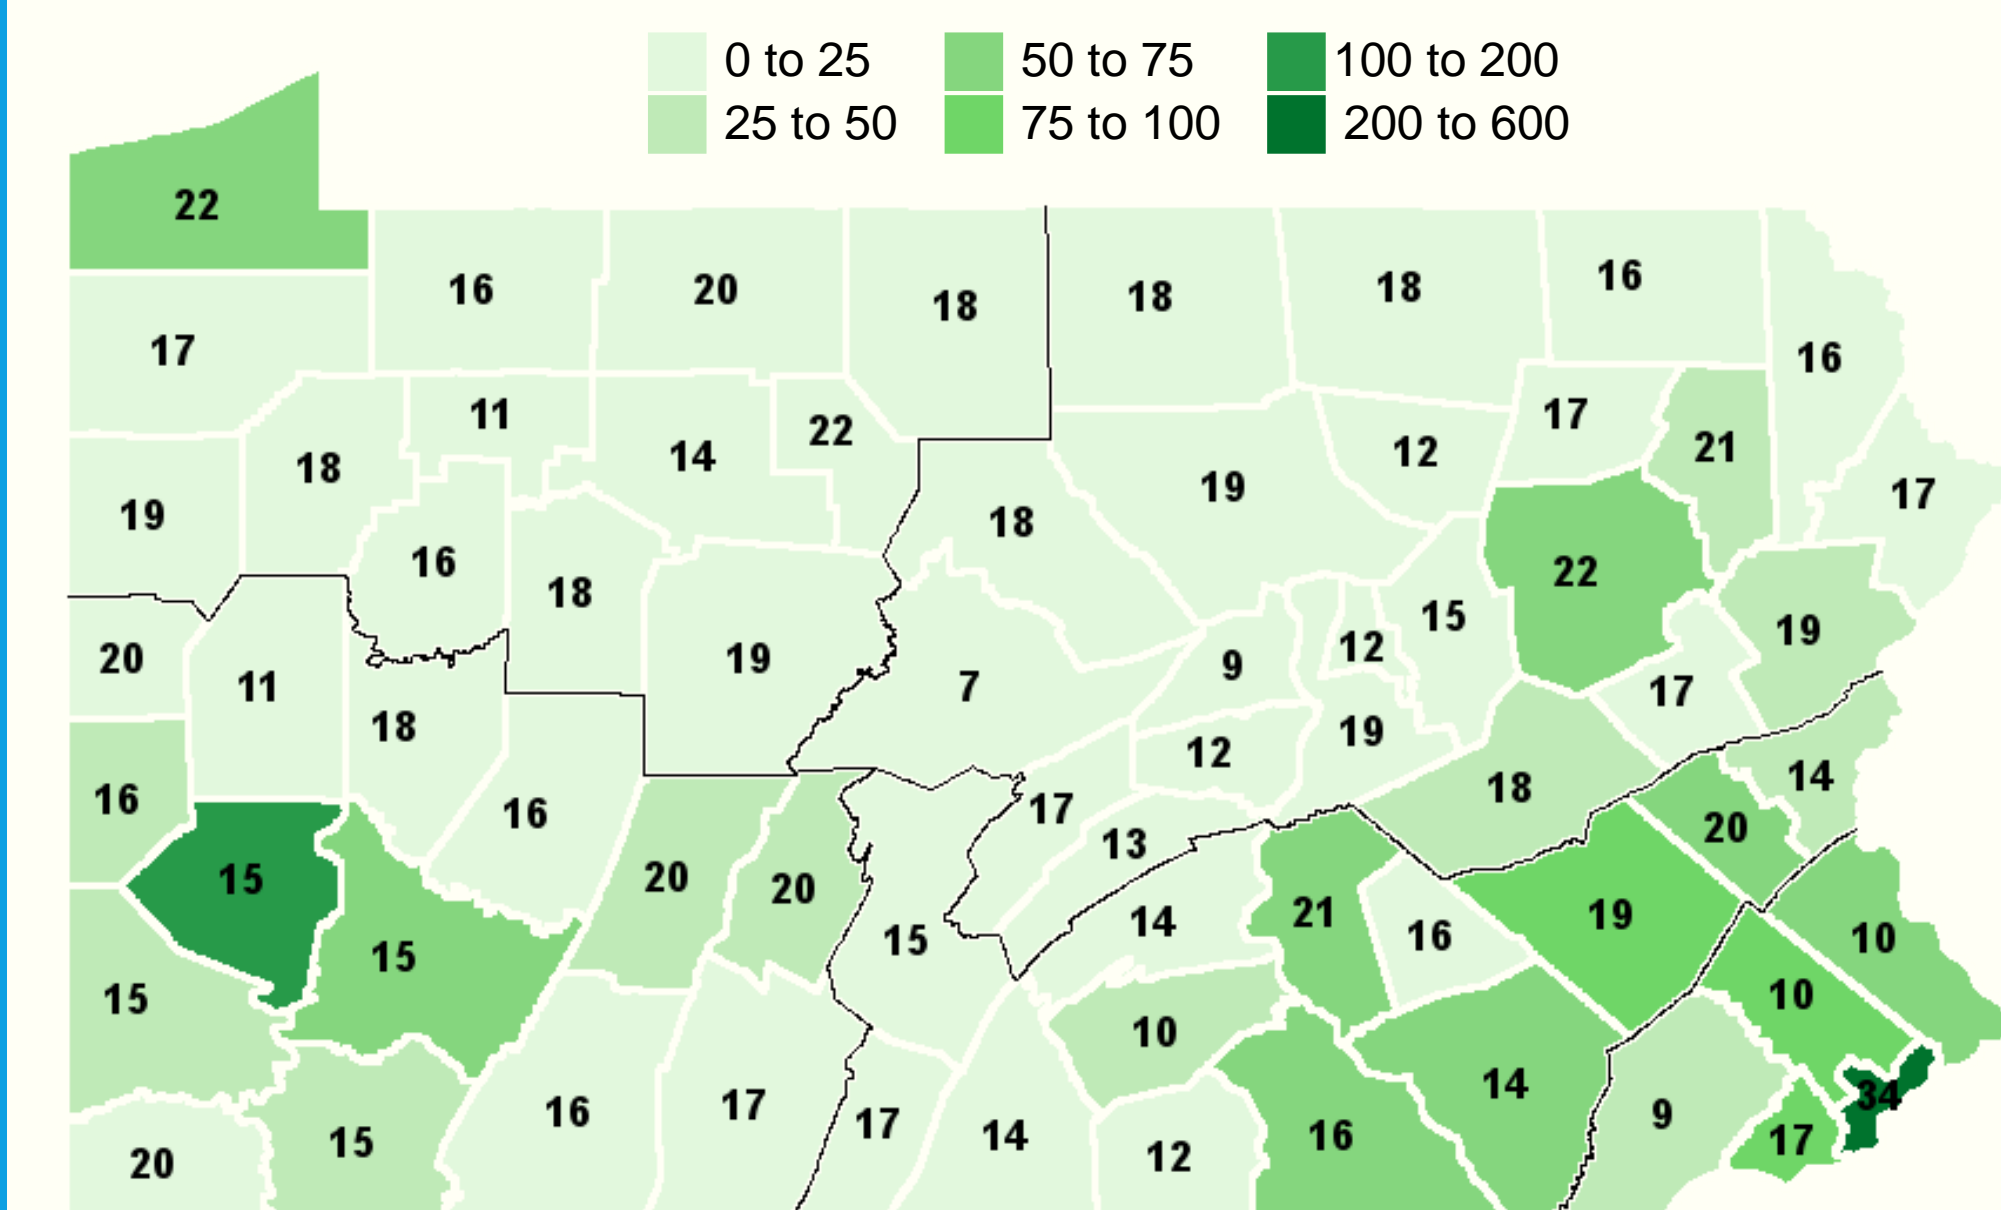 0 to 25 50 to 75 100 to 200
25 to 50 75 to 100 200 to 600
22
16 20 18 18 18 16
17 16
11 22 17
18 14 12 21
19 18 19 17
16 18 22
20 11 19 7 9 12 15 19
18 12 19 17
16 16 17 13 18 14
15 20 20 20
15 15 14 21 16 19 10
15 10 10
20 15 16 17 17 14 12 16 14 9 17 34